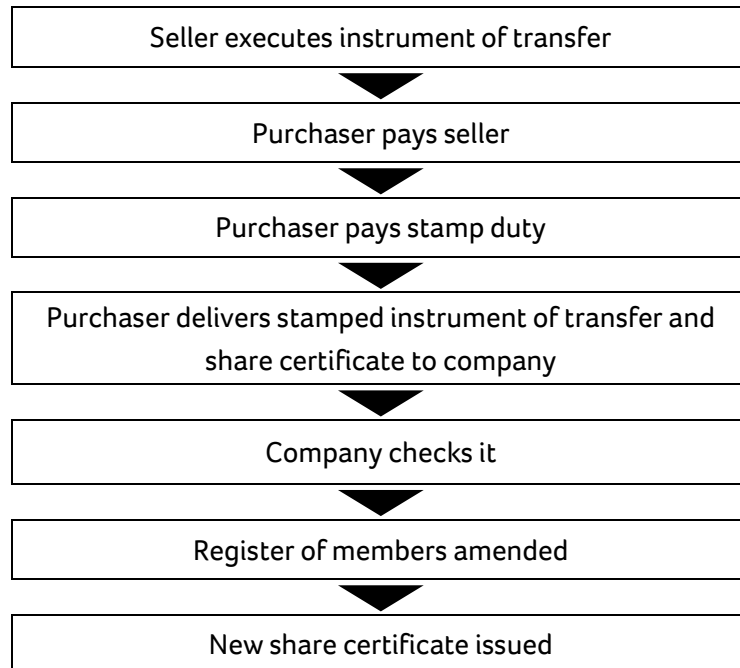 Seller executes instrument of transfer
Purchaser pays seller
Purchaser pays stamp duty
Purchaser delivers stamped instrument of transfer and
share certificate to company
Company checks it
Register of members amended
New share certificate issued